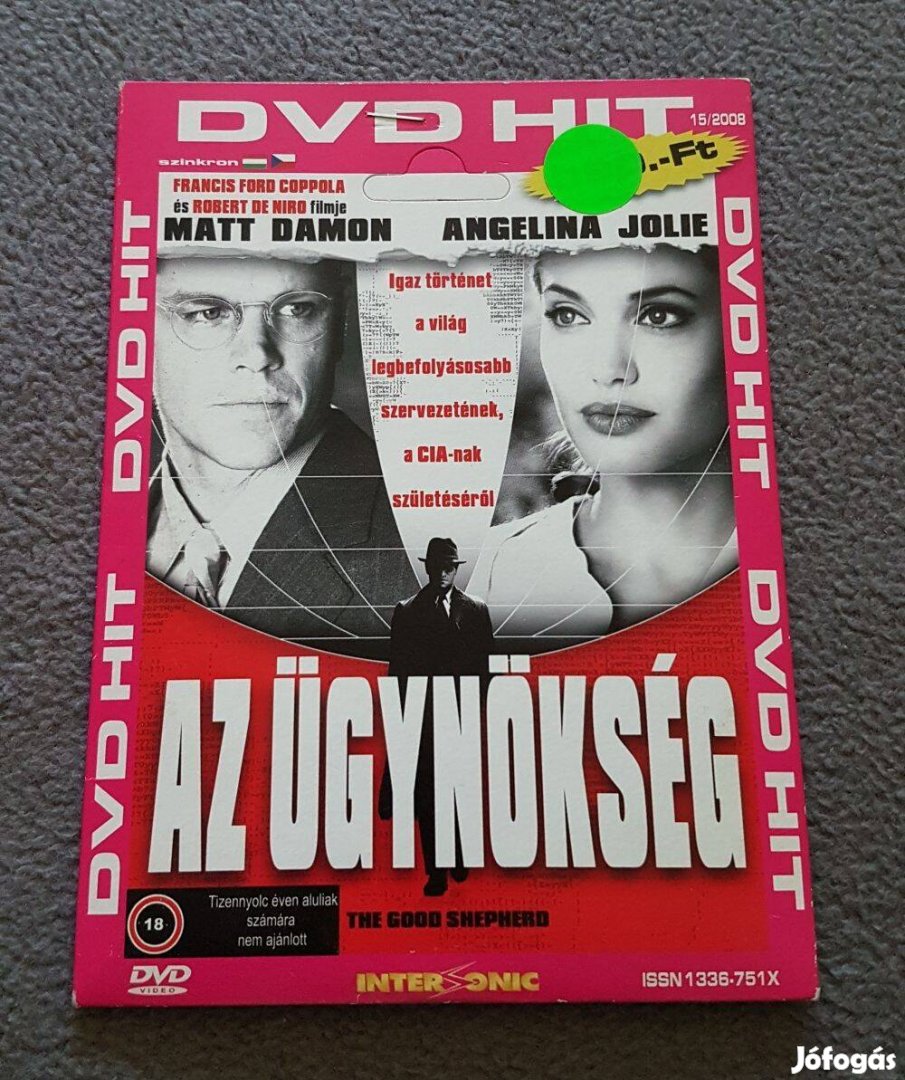 DVD HIT
15/2008
szinkron
.-Ft
FRANCIS FORD COPPOLA
és ROBERT DE NIRO filmje
MATT DAMON
ANGELINA JOLIE
Igaz történet
a világ
legbefolyásosabb
szervezetének,
a CIA-nak
születéséről
DVD HIT
DVD HIT
DVD HIT
DVD HIT
AZ ÜGYNÖKSÉG
THE GOOD SHEPHERD
18
Tizennyolc éven aluliak
számára
nem ajánlott
DVD
VIDEO
INTERSONIC
ISSN 1336-751X
Jófogás